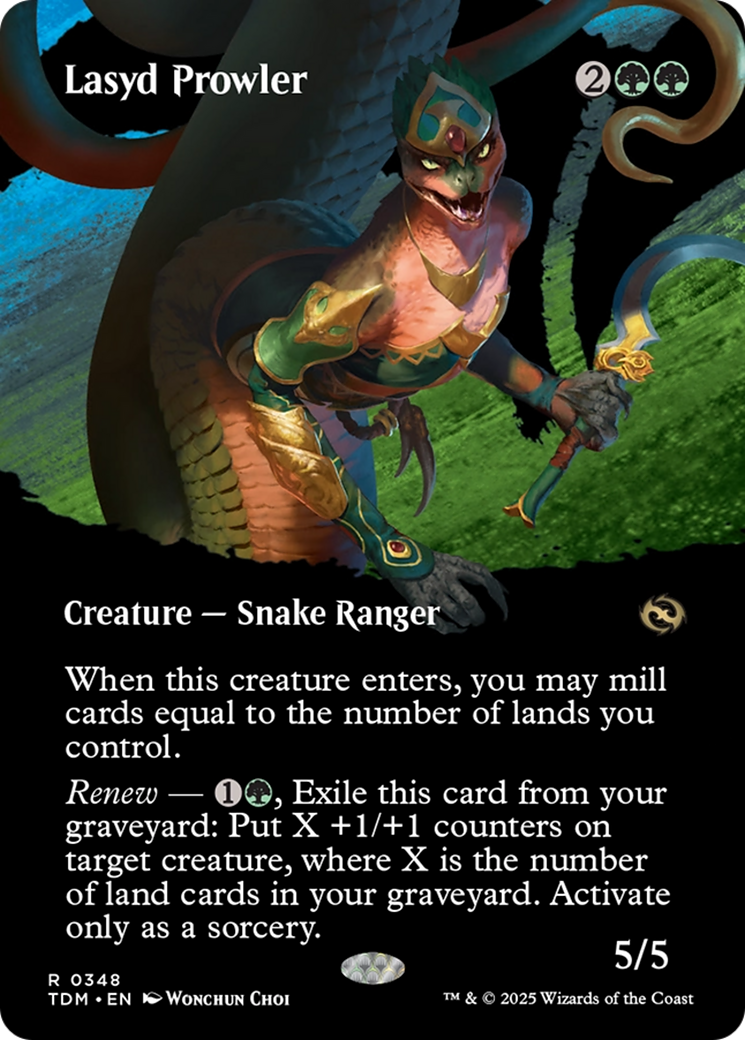 Lasyd Prowler 2
Creature — Snake Ranger
When this creature enters, you may mill
cards equal to the number of lands you
control.
Renew — 1, Exile this card from your
graveyard: Put X +1/+1 counters on
target creature, where X is the number
of land cards in your graveyard. Activate
only as a sorcery.
5/5
R 0348
TDM • EN Wonchun Choi
™ & © 2025 Wizards of the Coast